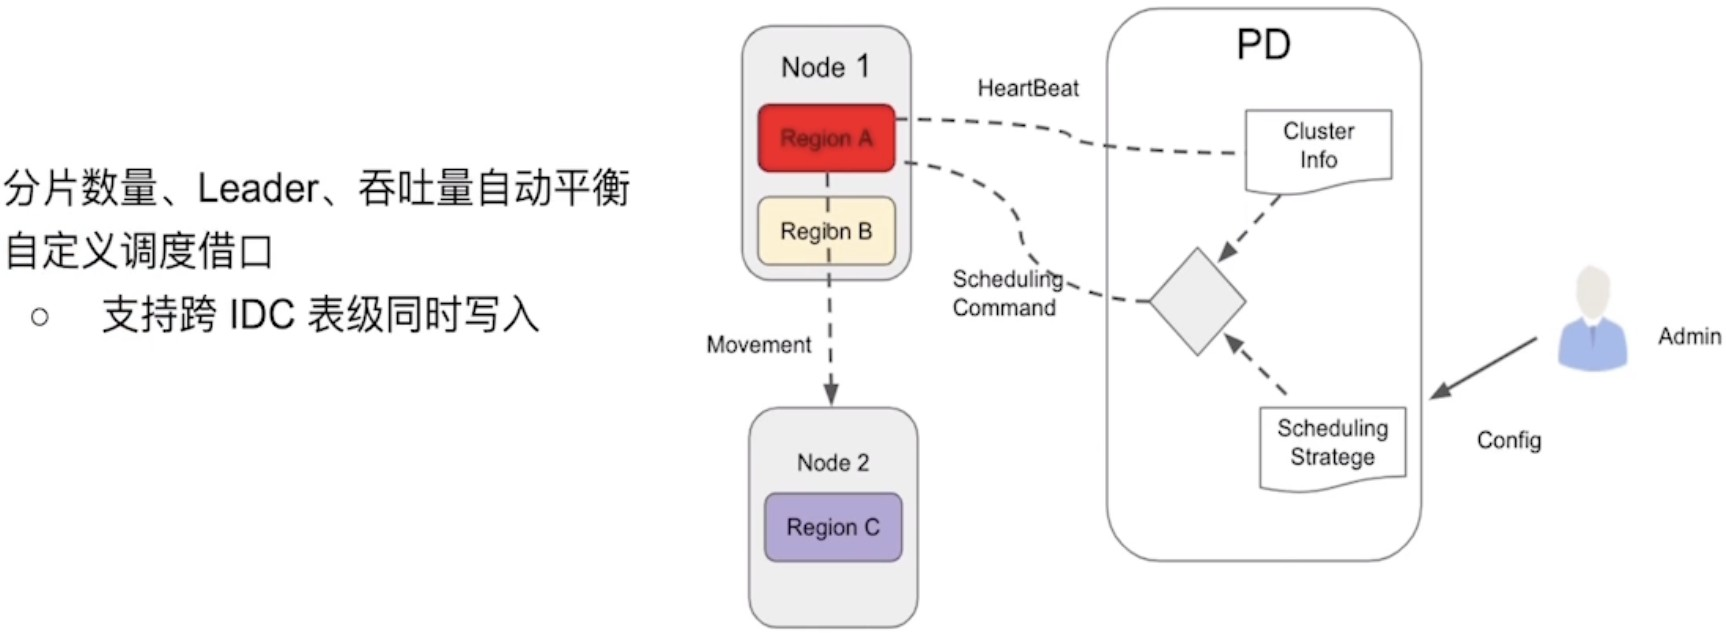 分片数量、Leader、吞吐量自动平衡
自定义调度借口
○ 支持跨 IDC 表级同时写入
Node 1
Region A
Region B
Movement
Node 2
Region C
HeartBeat
Scheduling
Command
PD
Cluster
Info
Scheduling
Stratege
Admin
Config